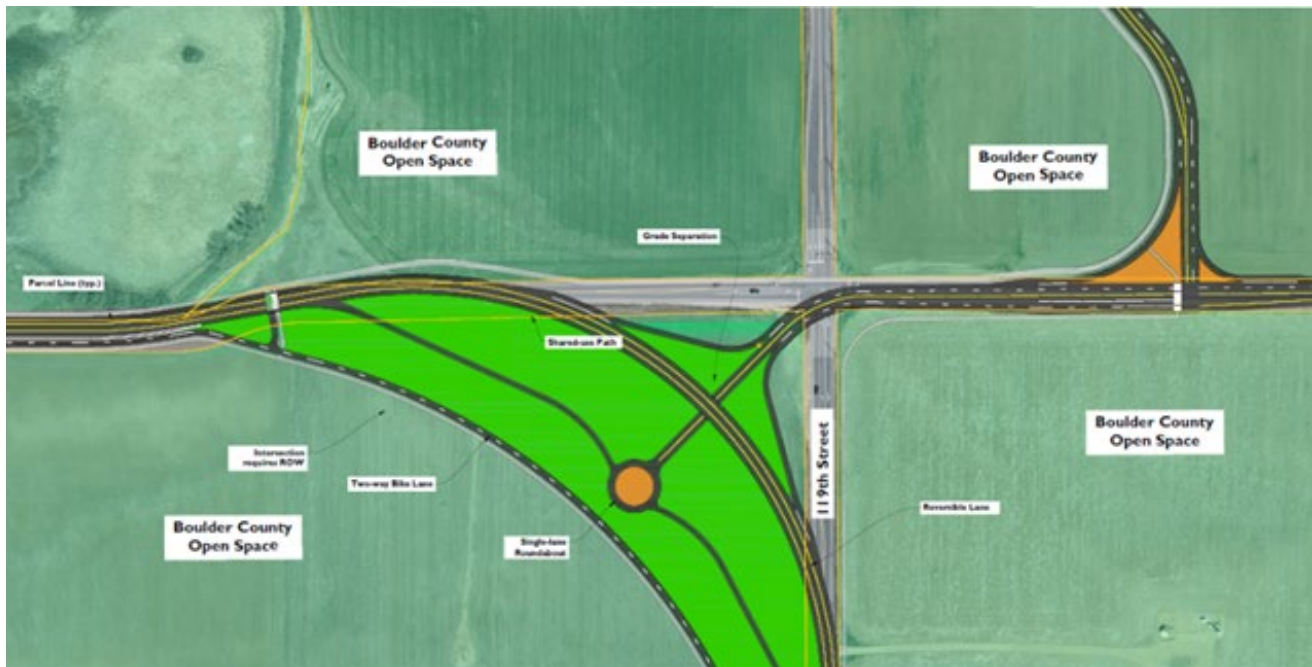 Boulder County
Open Space
Boulder County
Open Space
Grade Separation
Parcel Line (typ.)
Shared-use Path
Boulder County
Open Space
Intersection
requires ROW
Two-way Bike Lane
119th Street
Reversible Lane
Boulder County
Open Space
Single-lane
Roundabout